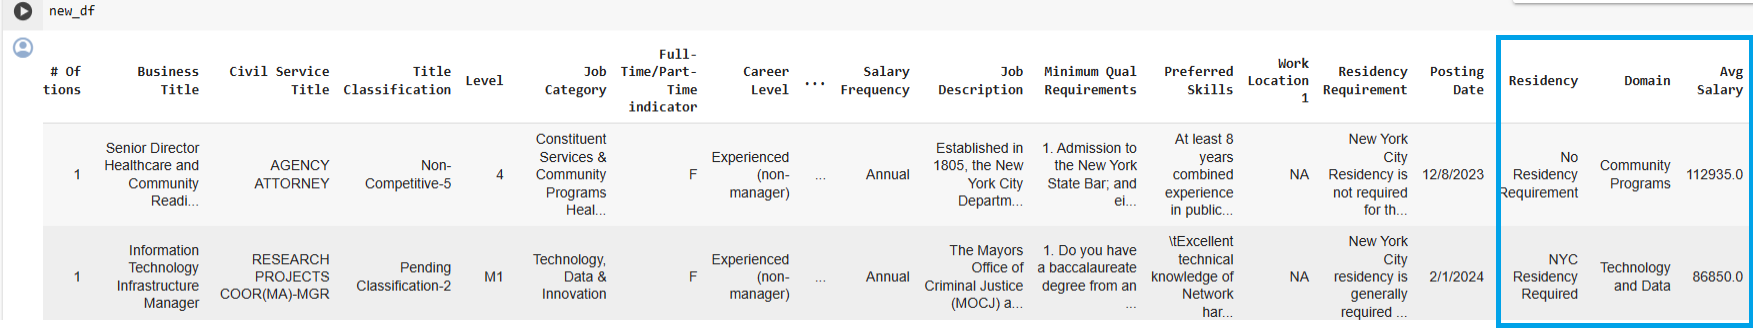 new_df
# Of tions Business Title Civil Service Title Title Classification Level Job Category Full-Time/Part-Time indicator Career Level ... Salary Frequency Job Description Minimum Qual Requirements Preferred Skills Work Location 1 Residency Requirement Posting Date Residency Domain Avg Salary
1 Senior Director Healthcare and Community Readi... AGENCY ATTORNEY Non-Competitive-5 4 Constituent Services & Community Programs Heal... F Experienced (non-manager) ... Annual Established in 1805, the New York City Departm... 1. Admission to the New York State Bar; and ei... At least 8 years combined experience in public... NA New York City Residency is not required for th... 12/8/2023 No Residency Requirement Community Programs 112935.0
1 Information Technology Infrastructure Manager RESEARCH PROJECTS COOR(MA)-MGR Pending Classification-2 M1 Technology, Data & Innovation F Experienced (non-manager) ... Annual The Mayors Office of Criminal Justice (MOCJ) a... 1. Do you have a baccalaureate degree from an ... \tExcellent technical knowledge of Network har... NA New York City residency is generally required ... 2/1/2024 NYC Residency Required Technology and Data 86850.0